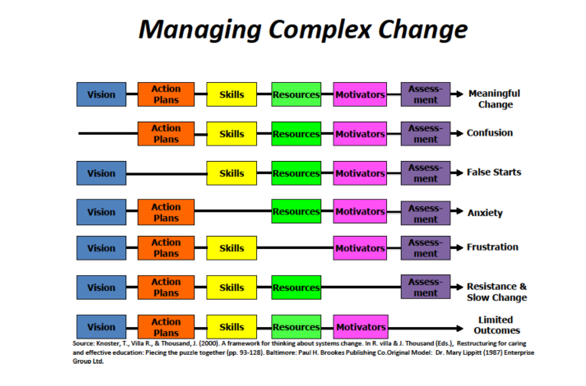 Managing Complex Change
Vision Action Plans Skills Resources Motivators Assess-ment Meaningful Change
Action Plans Skills Resources Motivators Assess-ment Confusion
Vision Skills Resources Motivators Assess-ment False Starts
Vision Action Plans Resources Motivators Assess-ment Anxiety
Vision Action Plans Skills Motivators Assess-ment Frustration
Vision Action Plans Skills Resources Assess-ment Resistance & Slow Change
Vision Action Plans Skills Resources Motivators Limited Outcomes
Source: Knoster, T., Villa R., & Thousand, J. (2000). A framework for thinking about systems change. In R. villa & J. Thousand (Eds.), Restructuring for caring
and effective education: Piecing the puzzle together (pp. 93-128). Baltimore: Paul H. Brookes Publishing Co.Original Model: Dr. Mary Lippitt (1987) Enterprise
Group Ltd.